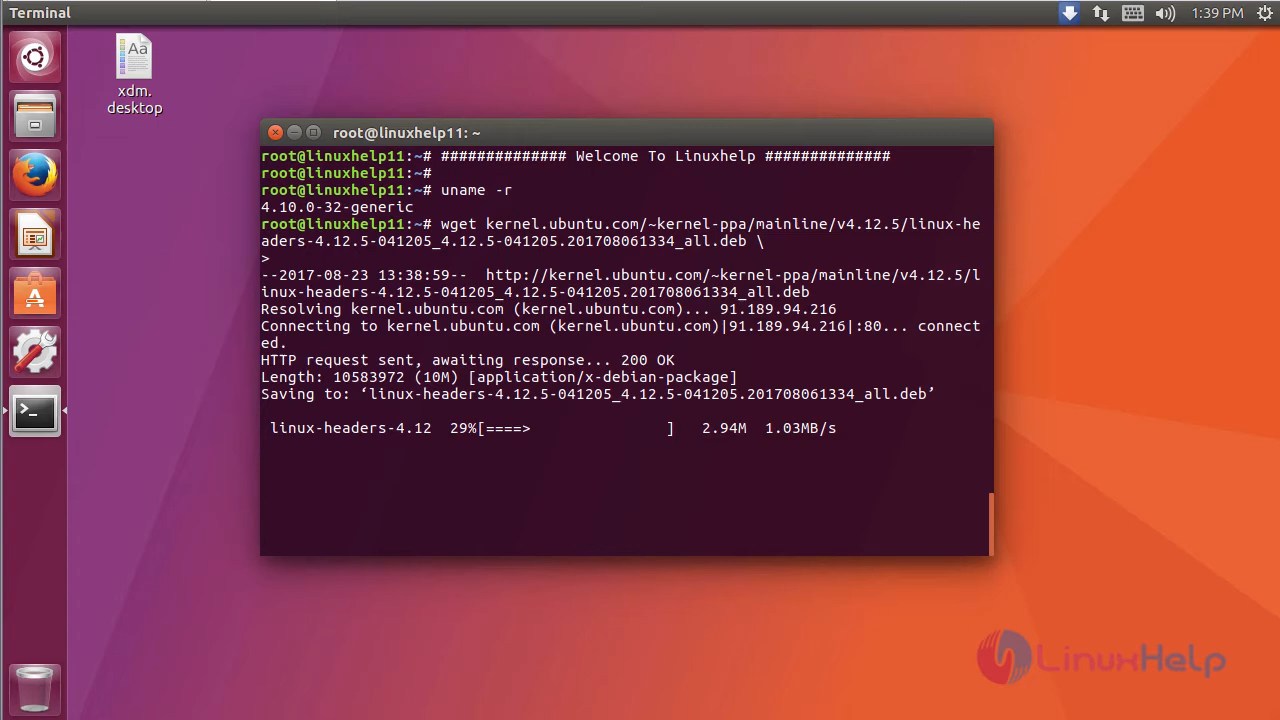 Terminal
1:39 PM
Aa
xdm.
desktop
root@linuxhelp11: ~
root@linuxhelp11:~# ############## Welcome To Linuxhelp ##############
root@linuxhelp11:~#
root@linuxhelp11:~# uname -r
4.10.0-32-generic
root@linuxhelp11:~# wget kernel.ubuntu.com/~kernel-ppa/mainline/v4.12.5/linux-he
aders-4.12.5-041205_4.12.5-041205.201708061334_all.deb \
>
--2017-08-23 13:38:59--  http://kernel.ubuntu.com/~kernel-ppa/mainline/v4.12.5/l
inux-headers-4.12.5-041205_4.12.5-041205.201708061334_all.deb
Resolving kernel.ubuntu.com (kernel.ubuntu.com)... 91.189.94.216
Connecting to kernel.ubuntu.com (kernel.ubuntu.com)|91.189.94.216|:80... connect
ed.
HTTP request sent, awaiting response... 200 OK
Length: 10583972 (10M) [application/x-debian-package]
Saving to: ‘linux-headers-4.12.5-041205_4.12.5-041205.201708061334_all.deb’
linux-headers-4.12  29%[====>               ]   2.94M  1.03MB/s
LinuxHelp